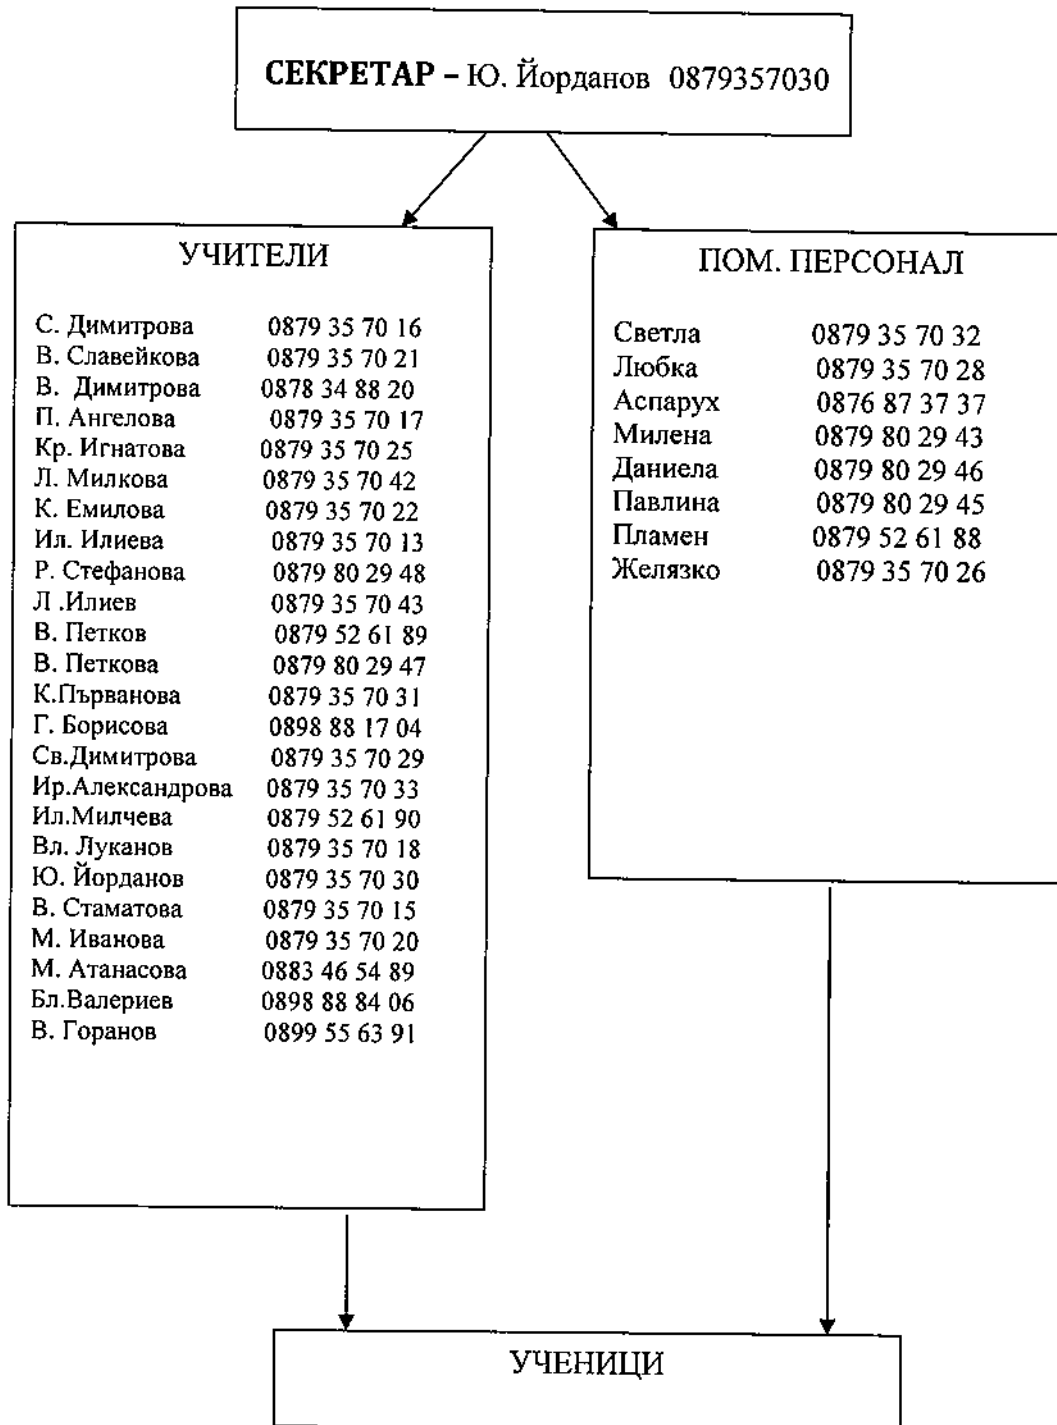 СЕКРЕТАР – Ю. Йорданов 0879357030
УЧИТЕЛИ
С. Димитрова 0879 35 70 16
В. Славейкова 0879 35 70 21
В. Димитрова 0878 34 88 20
П. Ангелова 0879 35 70 17
Кр. Игнатова 0879 35 70 25
Л. Милкова 0879 35 70 42
К. Емилова 0879 35 70 22
Ил. Илиева 0879 35 70 13
Р. Стефанова 0879 80 29 48
Л .Илиев 0879 35 70 43
В. Петков 0879 52 61 89
В. Петкова 0879 80 29 47
К.Първанова 0879 35 70 31
Г. Борисова 0898 88 17 04
Св.Димитрова 0879 35 70 29
Ир.Александрова 0879 35 70 33
Ил.Милчева 0879 52 61 90
Вл. Луканов 0879 35 70 18
Ю. Йорданов 0879 35 70 30
В. Стаматова 0879 35 70 15
М. Иванова 0879 35 70 20
М. Атанасова 0883 46 54 89
Бл.Валериев 0898 88 84 06
В. Горанов 0899 55 63 91
ПОМ. ПЕРСОНАЛ
Светла 0879 35 70 32
Любка 0879 35 70 28
Аспарух 0876 87 37 37
Милена 0879 80 29 43
Даниела 0879 80 29 46
Павлина 0879 80 29 45
Пламен 0879 52 61 88
Желязко 0879 35 70 26
УЧЕНИЦИ